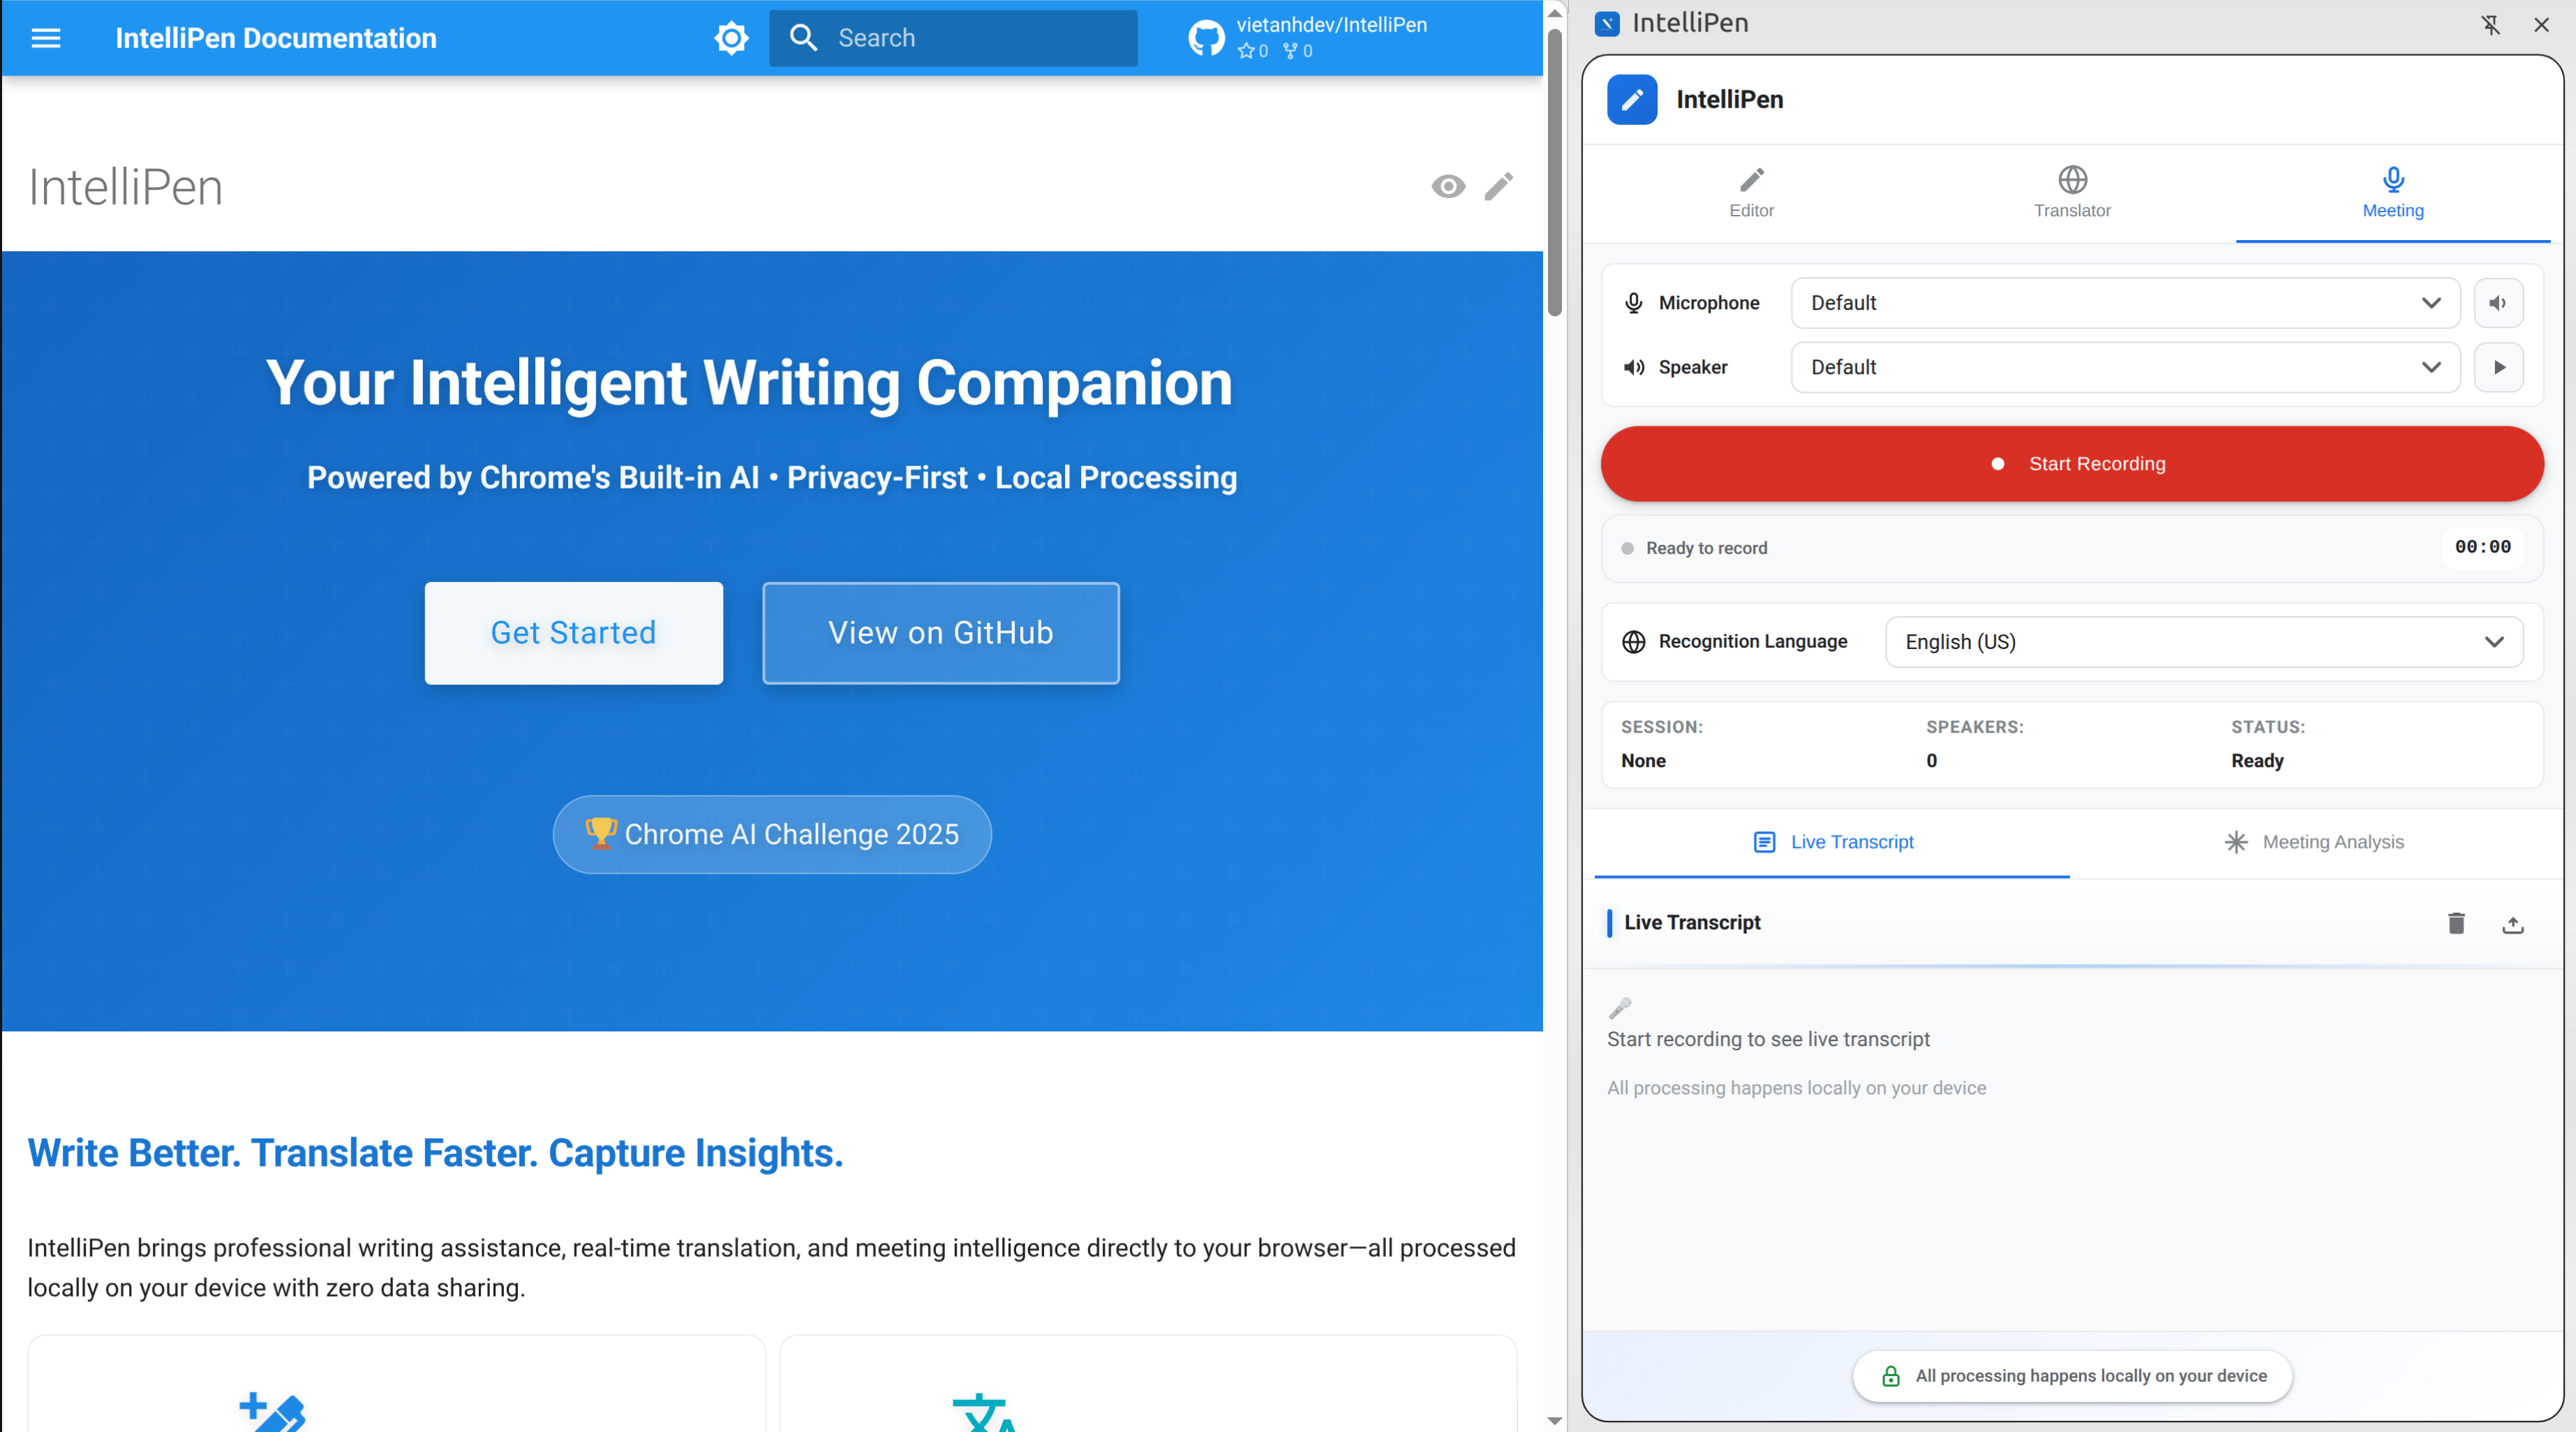 IntelliPen Documentation
Search
vietanhdev/IntelliPen
0 0
IntelliPen
Your Intelligent Writing Companion
Powered by Chrome's Built-in AI • Privacy-First • Local Processing
Get Started
View on GitHub
🏆 Chrome AI Challenge 2025
Write Better. Translate Faster. Capture Insights.
IntelliPen brings professional writing assistance, real-time translation, and meeting intelligence directly to your browser—all processed
locally on your device with zero data sharing.
IntelliPen
IntelliPen
Editor
Translator
Meeting
Microphone
Default
Speaker
Default
Start Recording
Ready to record
00:00
Recognition Language
English (US)
SESSION:
None
SPEAKERS:
0
STATUS:
Ready
Live Transcript
Meeting Analysis
Live Transcript
Start recording to see live transcript
All processing happens locally on your device
All processing happens locally on your device